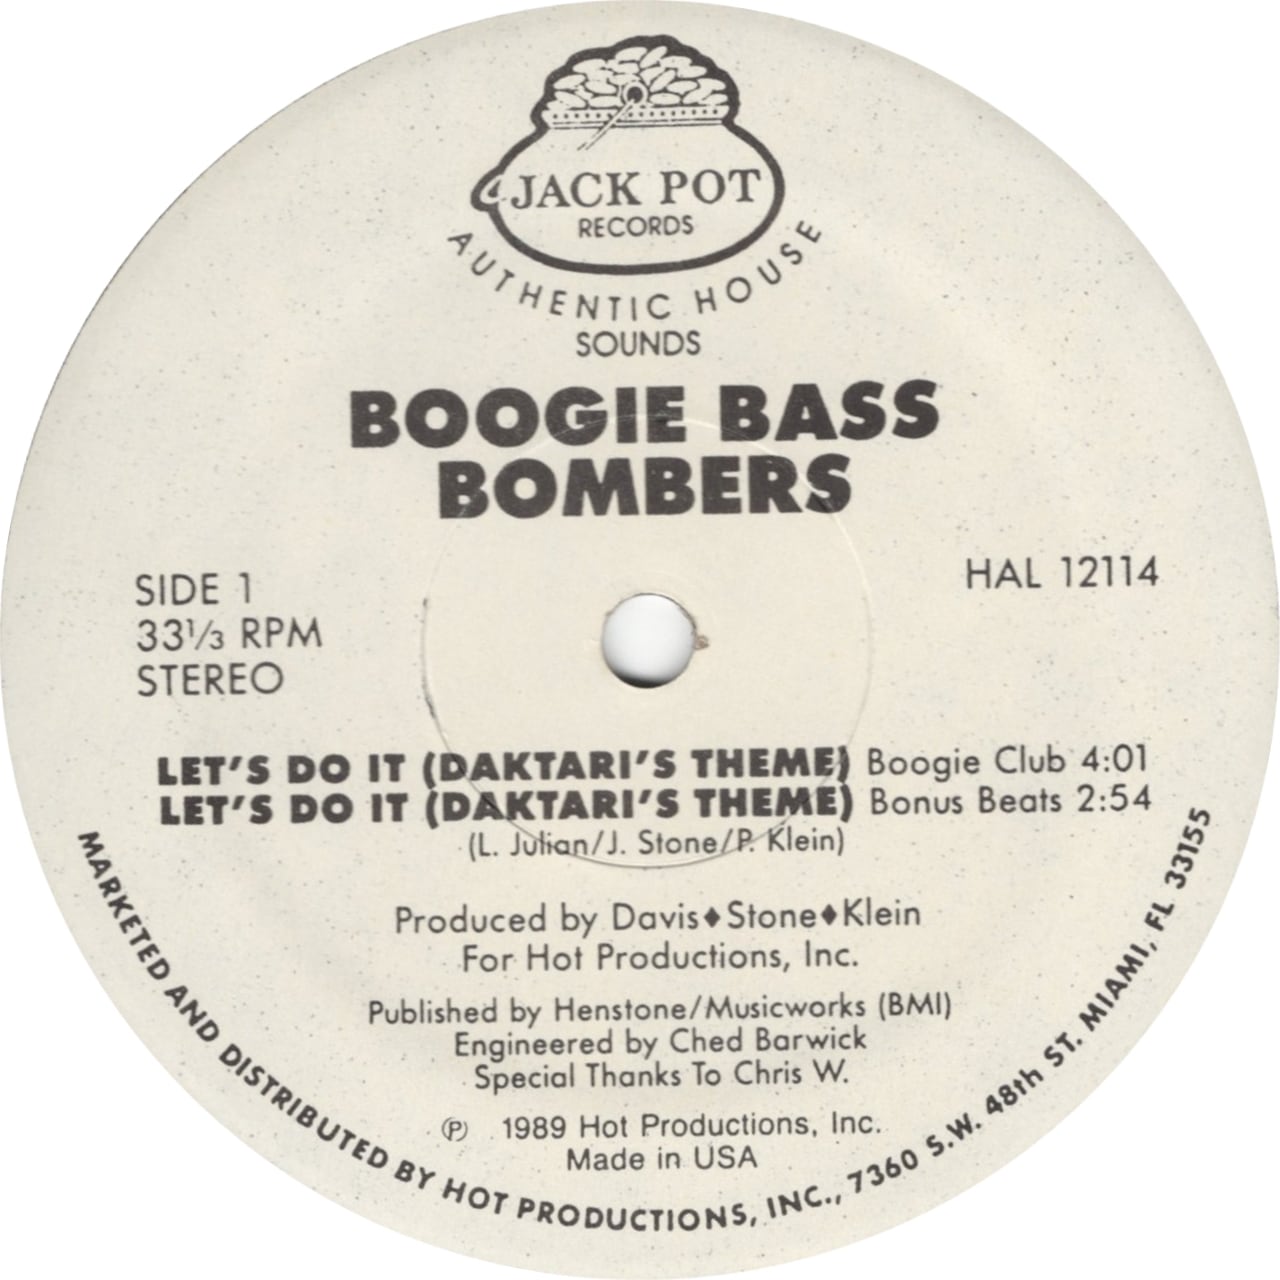 JACK POT
RECORDS
AUTHENTIC HOUSE
SOUNDS
BOOGIE BASS
BOMBERS
SIDE 1
33⅓ RPM
STEREO
HAL 12114
LET'S DO IT (DAKTARI'S THEME) Boogie Club 4:01
LET'S DO IT (DAKTARI'S THEME) Bonus Beats 2:54
(L. Julian/J. Stone/P. Klein)
Produced by Davis♦Stone♦Klein
For Hot Productions, Inc.
Published by Henstone/Musicworks (BMI)
Engineered by Ched Barwick
Special Thanks To Chris W.
℗ 1989 Hot Productions, Inc.
Made in USA
MARKETED AND DISTRIBUTED BY HOT PRODUCTIONS, INC., 7360 S.W. 48th ST. MIAMI, FL 33155